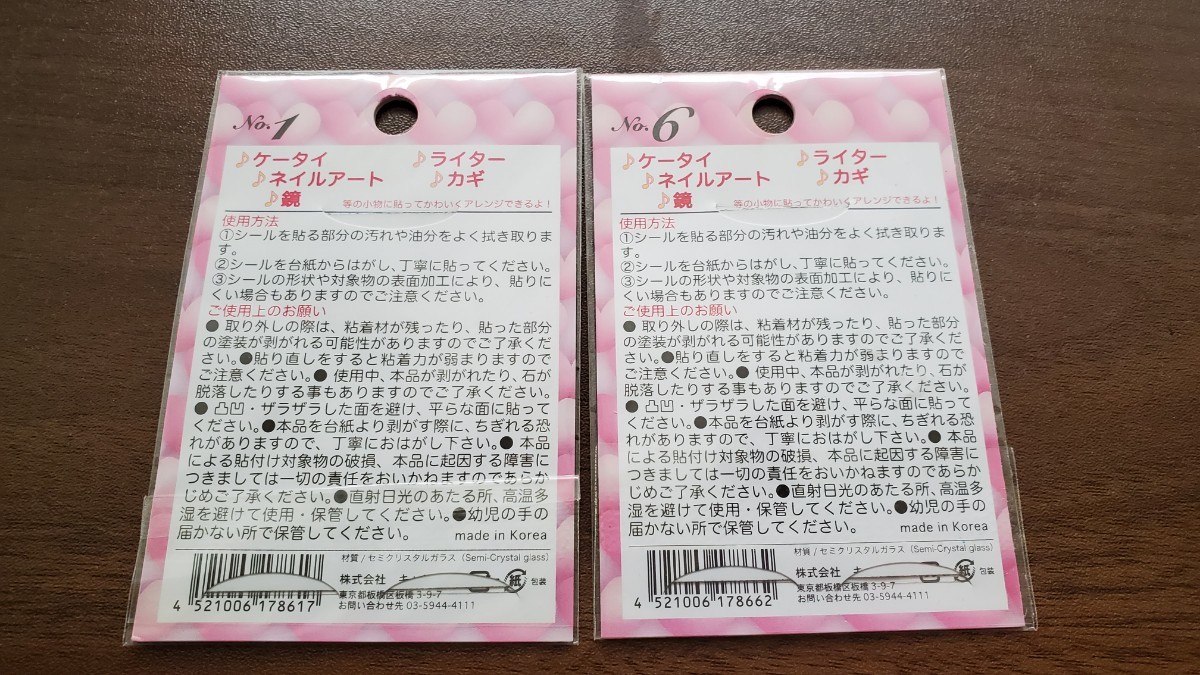 No.1
♪ケータイ ♪ライター
♪ネイルアート ♪カギ
♪鏡 等の小物に貼ってかわいくアレンジできるよ！
使用方法
①シールを貼る部分の汚れや油分をよく拭き取りま
す。
②シールを台紙からはがし、丁寧に貼ってください。
③シールの形状や対象物の表面加工により、貼りに
くい場合もありますのでご注意ください。
ご使用上のお願い
● 取り外しの際は、粘着材が残ったり、貼った部分
の塗装が剥がれる可能性がありますのでご了承くだ
さい。●貼り直しをすると粘着力が弱まりますので
ご注意ください。● 使用中、本品が剥がれたり、石が
脱落したりする事もありますのでご了承ください。
● 凸凹・ザラザラした面を避け、平らな面に貼って
ください。●本品を台紙より剥がす際に、ちぎれる恐
れがありますので、丁寧におはがし下さい。● 本品
による貼付け対象物の破損、本品に起因する障害に
つきましては一切の責任をおいかねますのであらか
じめご了承ください。●直射日光のあたる所、高温多
湿を避けて使用・保管してください。●幼児の手の
届かない所で保管してください。 made in Korea
材質/セミクリスタルガラス (Semi-Crystal glass)
株式会社
紙 包装
東京都板橋区板橋 3-9-7
お問い合わせ先 03-5944-4111
4 521006 178617
No.6
♪ケータイ ♪ライター
♪ネイルアート ♪カギ
♪鏡 等の小物に貼ってかわいくアレンジできるよ！
使用方法
①シールを貼る部分の汚れや油分をよく拭き取りま
す。
②シールを台紙からはがし、丁寧に貼ってください。
③シールの形状や対象物の表面加工により、貼りに
くい場合もありますのでご注意ください。
ご使用上のお願い
● 取り外しの際は、粘着材が残ったり、貼った部分
の塗装が剥がれる可能性がありますのでご了承くだ
さい。●貼り直しをすると粘着力が弱まりますので
ご注意ください。● 使用中、本品が剥がれたり、石が
脱落したりする事もありますのでご了承ください。
● 凸凹・ザラザラした面を避け、平らな面に貼って
ください。●本品を台紙より剥がす際に、ちぎれる恐
れがありますので、丁寧におはがし下さい。● 本品
による貼付け対象物の破損、本品に起因する障害に
つきましては一切の責任をおいかねますのであらか
じめご了承ください。●直射日光のあたる所、高温多
湿を避けて使用・保管してください。●幼児の手の
届かない所で保管してください。 made in Korea
材質/セミクリスタルガラス (Semi-Crystal glass)
株式会社
紙 包装
東京都板橋区板橋 3-9-7
お問い合わせ先 03-5944-4111
4 521006 178662